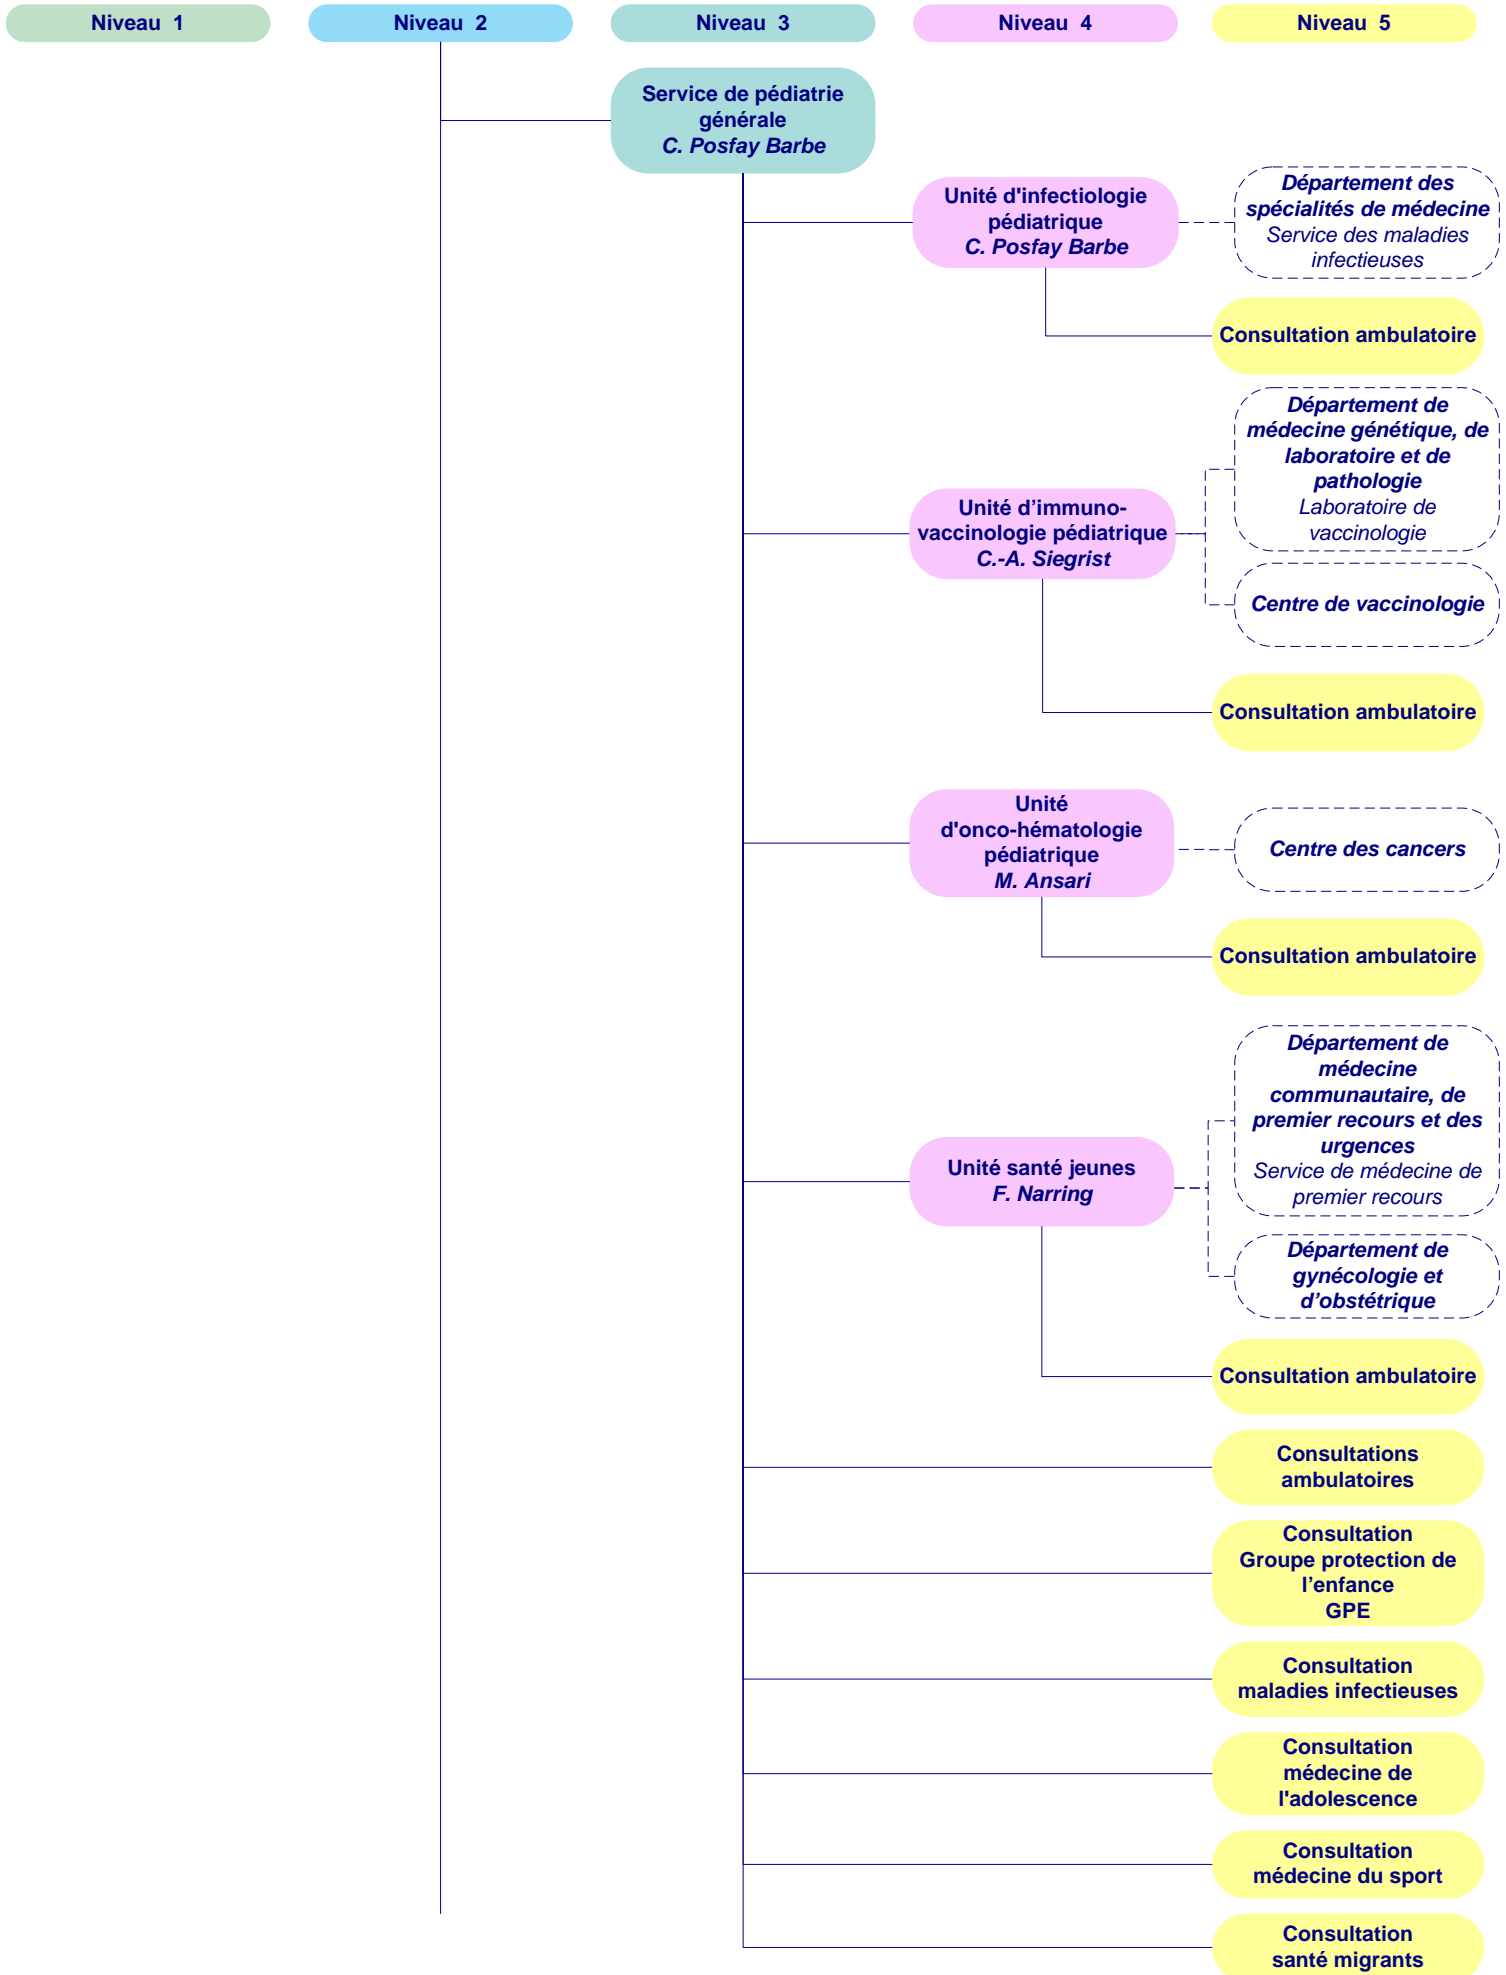 Niveau  1
Niveau  2
Niveau  3
Niveau  4
Niveau  5
Service de pédiatrie
générale
C. Posfay Barbe
Unité d'infectiologie
pédiatrique
C. Posfay Barbe
Département des
spécialités de médecine
Service des maladies
infectieuses
Consultation ambulatoire
Département de
médecine génétique, de
laboratoire et de
pathologie
Laboratoire de
vaccinologie
Unité d’immuno-
vaccinologie pédiatrique
C.-A. Siegrist
Centre de vaccinologie
Consultation ambulatoire
Unité
d'onco-hématologie
pédiatrique
M. Ansari
Centre des cancers
Consultation ambulatoire
Département de
médecine
communautaire, de
premier recours et des
urgences
Service de médecine de
premier recours
Unité santé jeunes
F. Narring
Département de
gynécologie et
d’obstétrique
Consultation ambulatoire
Consultations
ambulatoires
Consultation
Groupe protection de
l’enfance
GPE
Consultation
maladies infectieuses
Consultation
médecine de
l'adolescence
Consultation
médecine du sport
Consultation
santé migrants